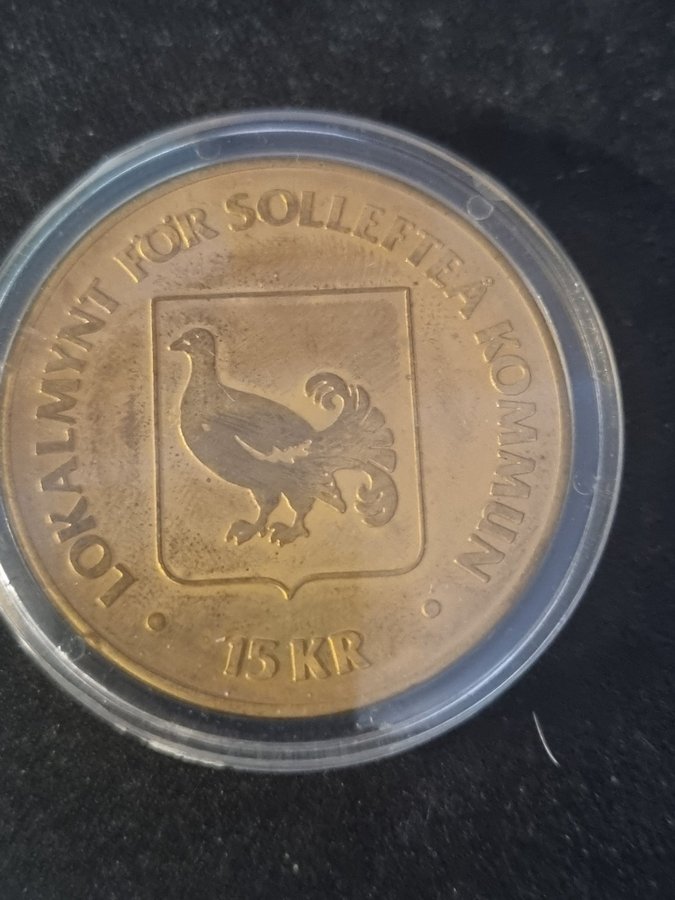 • LOKALMYNT FÖR SOLLEFTEÅ KOMMUN •
15 KR